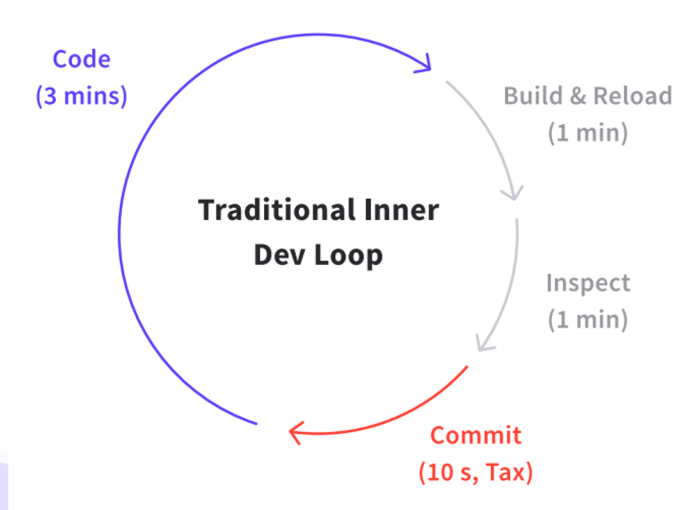 Code
(3 mins)
Build & Reload
(1 min)
Traditional Inner
Dev Loop
Inspect
(1 min)
Commit
(10 s, Tax)